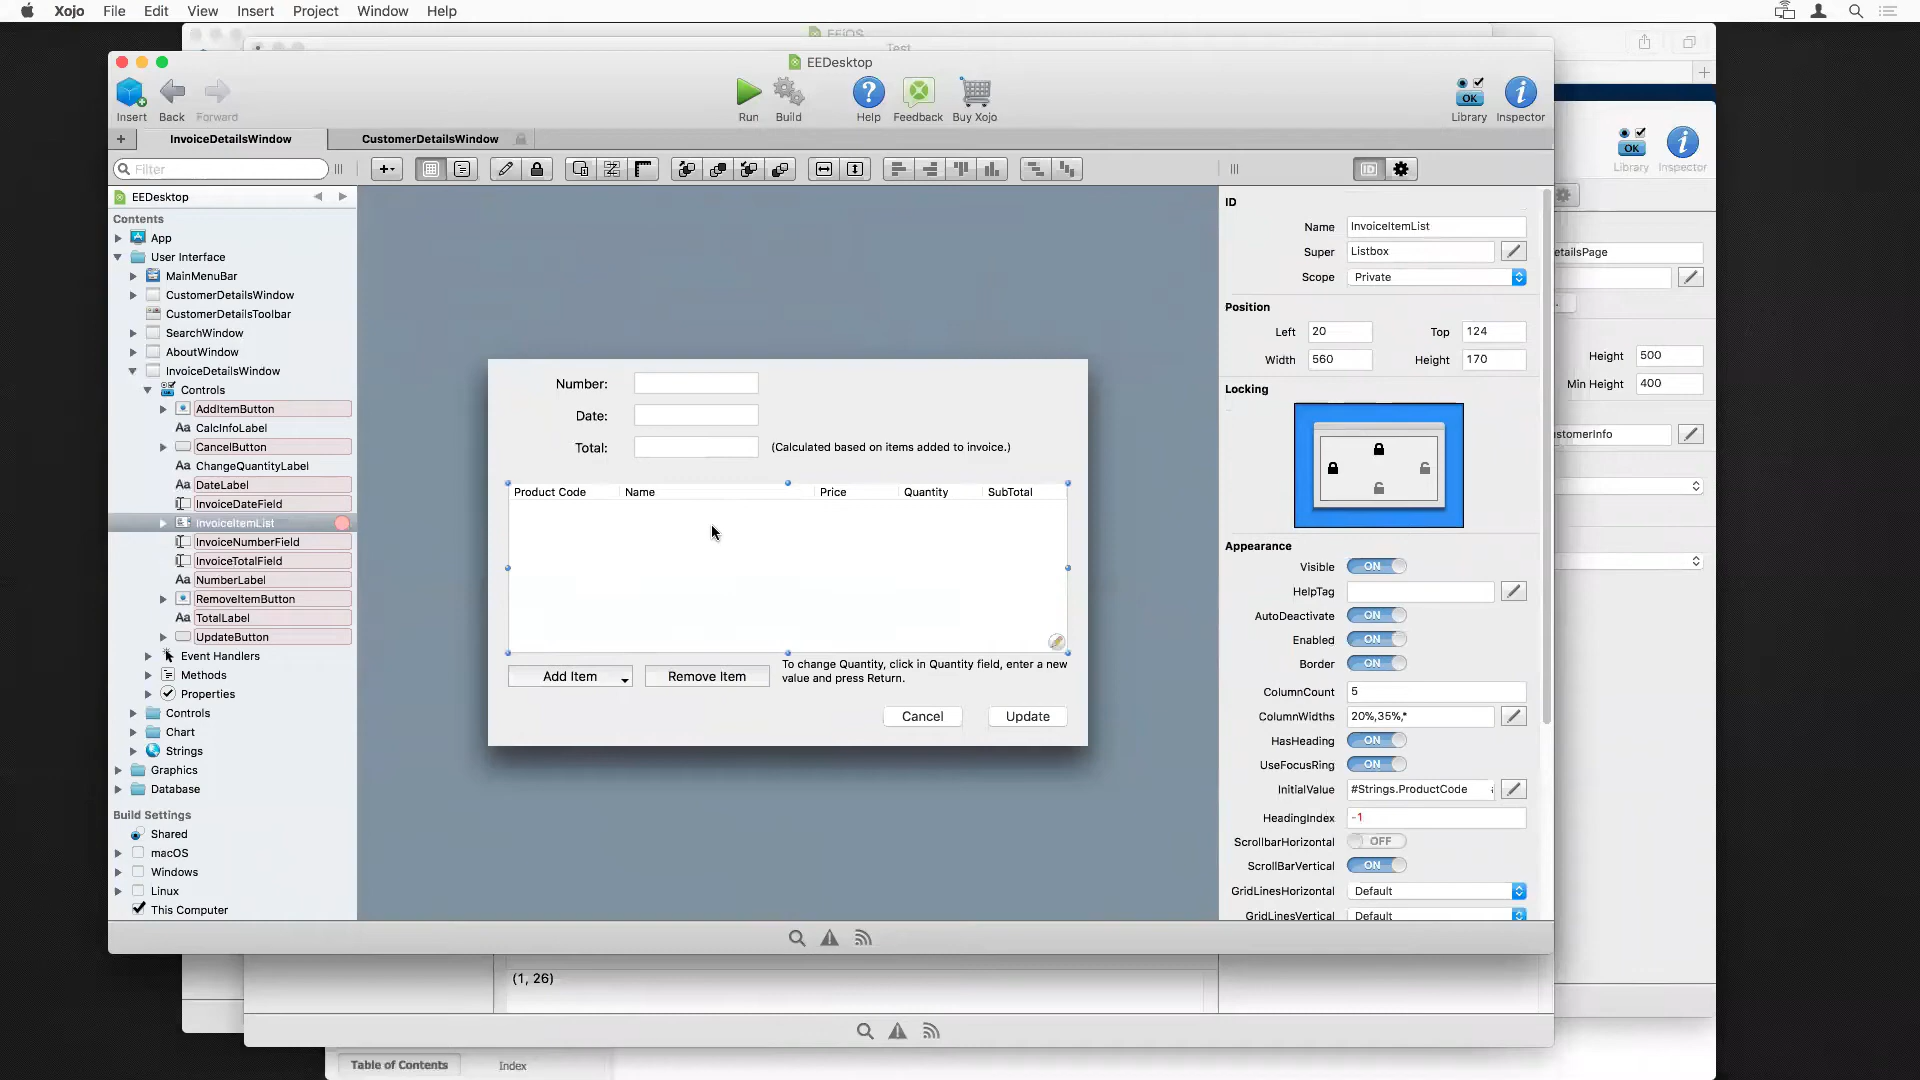 Xojo File Edit View Insert Project Window Help
EEiOS
Test
EEDesktop
Insert Back Forward Run Build Help Feedback Buy Xojo Library Inspector
OK
InvoiceDetailsWindow CustomerDetailsWindow
Library Inspector
OK
Filter
ID
EEDesktop
Contents
App
User Interface
MainMenuBar
CustomerDetailsWindow
CustomerDetailsToolbar
SearchWindow
AboutWindow
InvoiceDetailsWindow
Controls
AddItemButton
CalcInfoLabel
CancelButton
ChangeQuantityLabel
DateLabel
InvoiceDateField
InvoiceItemList
InvoiceNumberField
InvoiceTotalField
NumberLabel
RemoveItemButton
TotalLabel
UpdateButton
Event Handlers
Methods
Properties
Controls
Chart
Strings
Graphics
Database
Build Settings
Shared
macOS
Windows
Linux
This Computer
Number:
Date:
Total: (Calculated based on items added to invoice.)
Product Code Name Price Quantity SubTotal
Add Item Remove Item To change Quantity, click in Quantity field, enter a new
value and press Return.
Cancel Update
ID
Name InvoiceItemList
Super Listbox
Scope Private
Position
Left 20 Top 124
Width 560 Height 170
Locking
Appearance
Visible ON
HelpTag
AutoDeactivate ON
Enabled ON
Border ON
ColumnCount 5
ColumnWidths 20%,35%,*
HasHeading ON
UseFocusRing ON
InitialValue #Strings.ProductCode
HeadingIndex -1
ScrollbarHorizontal OFF
ScrollBarVertical ON
GridLinesHorizontal Default
GridLinesVertical Default
etailsPage
Height 500
Min Height 400
stomerInfo
(1, 26)
Table of Contents Index